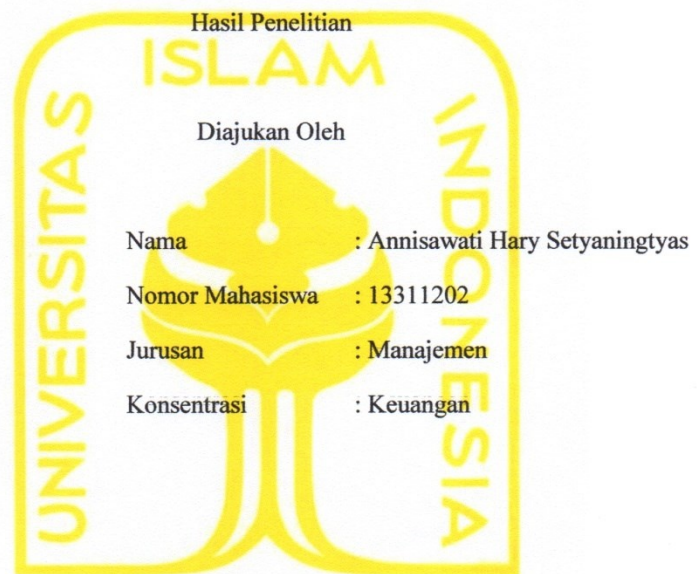 Hasil Penelitian
ISLAM
UNIVERSITAS
INDONESIA
Diajukan Oleh
Nama : Annisawati Hary Setyaningtyas
Nomor Mahasiswa : 13311202
Jurusan : Manajemen
Konsentrasi : Keuangan